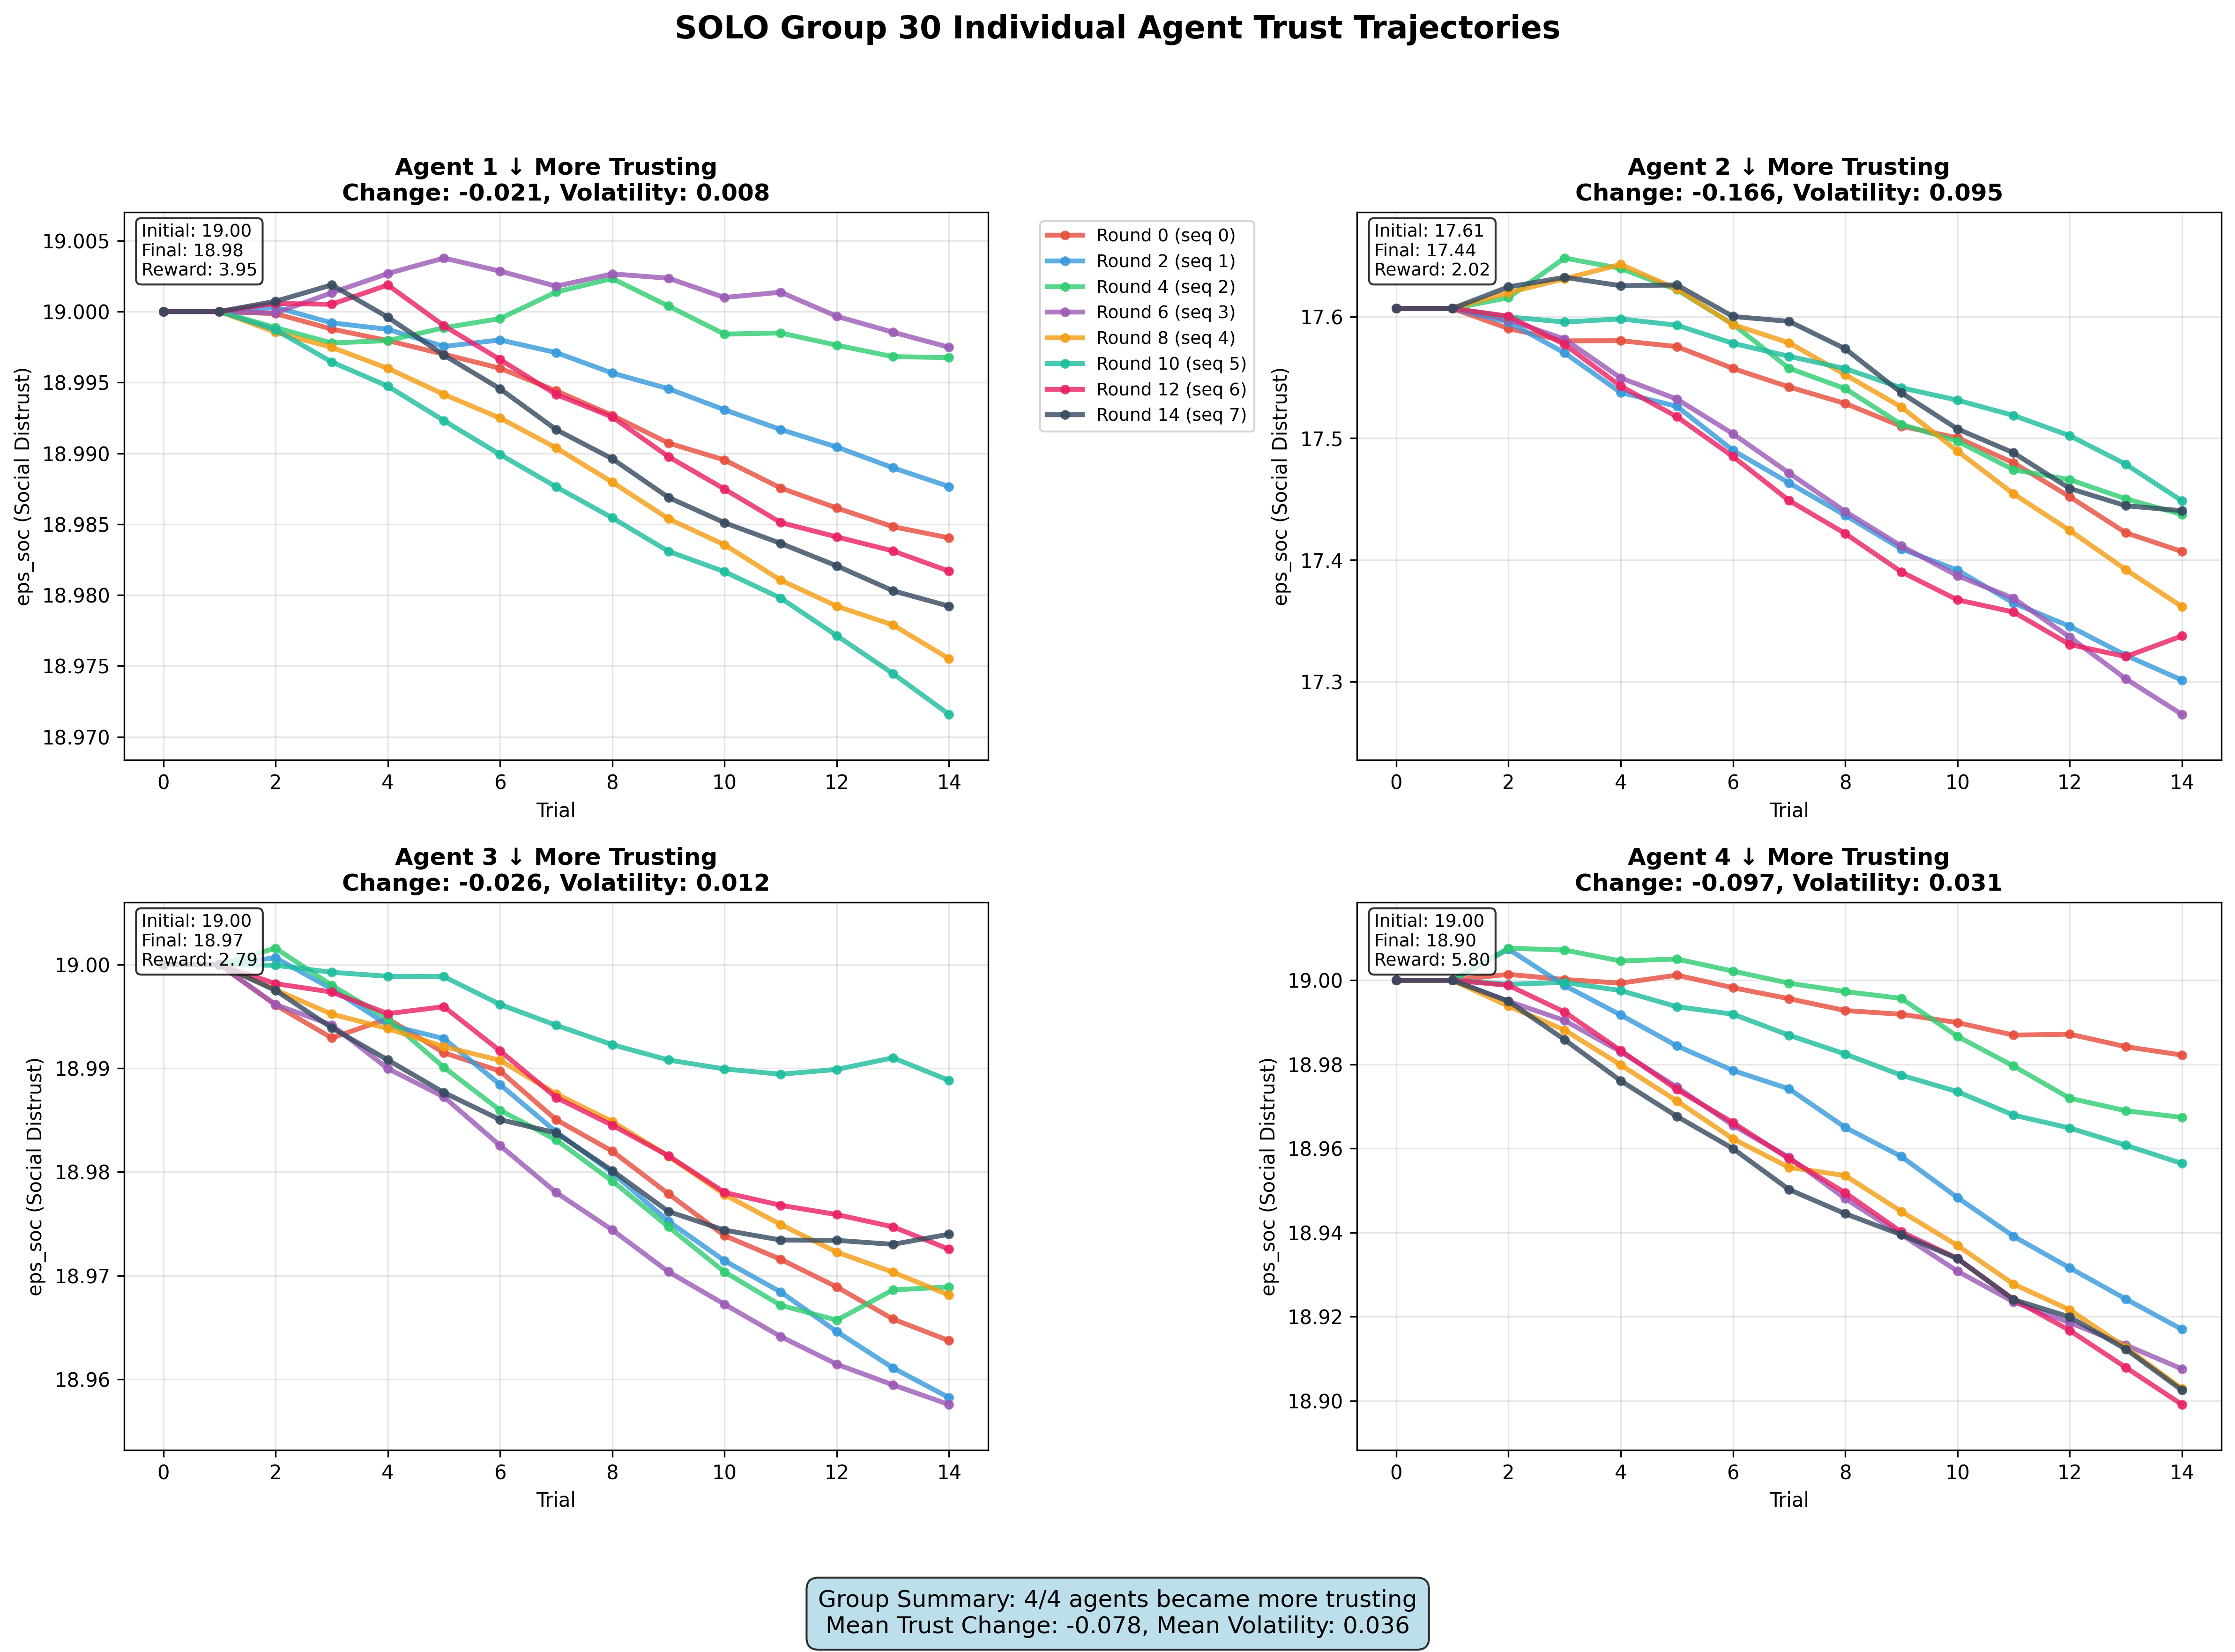 SOLO Group 30 Individual Agent Trust Trajectories
Agent 1 ↓ More Trusting
Change: -0.021, Volatility: 0.008
Initial: 19.00
Final: 18.98
Reward: 3.95
eps_soc (Social Distrust)
19.005
19.000
18.995
18.990
18.985
18.980
18.975
18.970
0 2 4 6 8 10 12 14
Trial
Round 0 (seq 0)
Round 2 (seq 1)
Round 4 (seq 2)
Round 6 (seq 3)
Round 8 (seq 4)
Round 10 (seq 5)
Round 12 (seq 6)
Round 14 (seq 7)
Agent 2 ↓ More Trusting
Change: -0.166, Volatility: 0.095
Initial: 17.61
Final: 17.44
Reward: 2.02
eps_soc (Social Distrust)
17.6
17.5
17.4
17.3
0 2 4 6 8 10 12 14
Trial
Agent 3 ↓ More Trusting
Change: -0.026, Volatility: 0.012
Initial: 19.00
Final: 18.97
Reward: 2.79
eps_soc (Social Distrust)
19.00
18.99
18.98
18.97
18.96
0 2 4 6 8 10 12 14
Trial
Agent 4 ↓ More Trusting
Change: -0.097, Volatility: 0.031
Initial: 19.00
Final: 18.90
Reward: 5.80
eps_soc (Social Distrust)
19.00
18.98
18.96
18.94
18.92
18.90
0 2 4 6 8 10 12 14
Trial
Group Summary: 4/4 agents became more trusting
Mean Trust Change: -0.078, Mean Volatility: 0.036